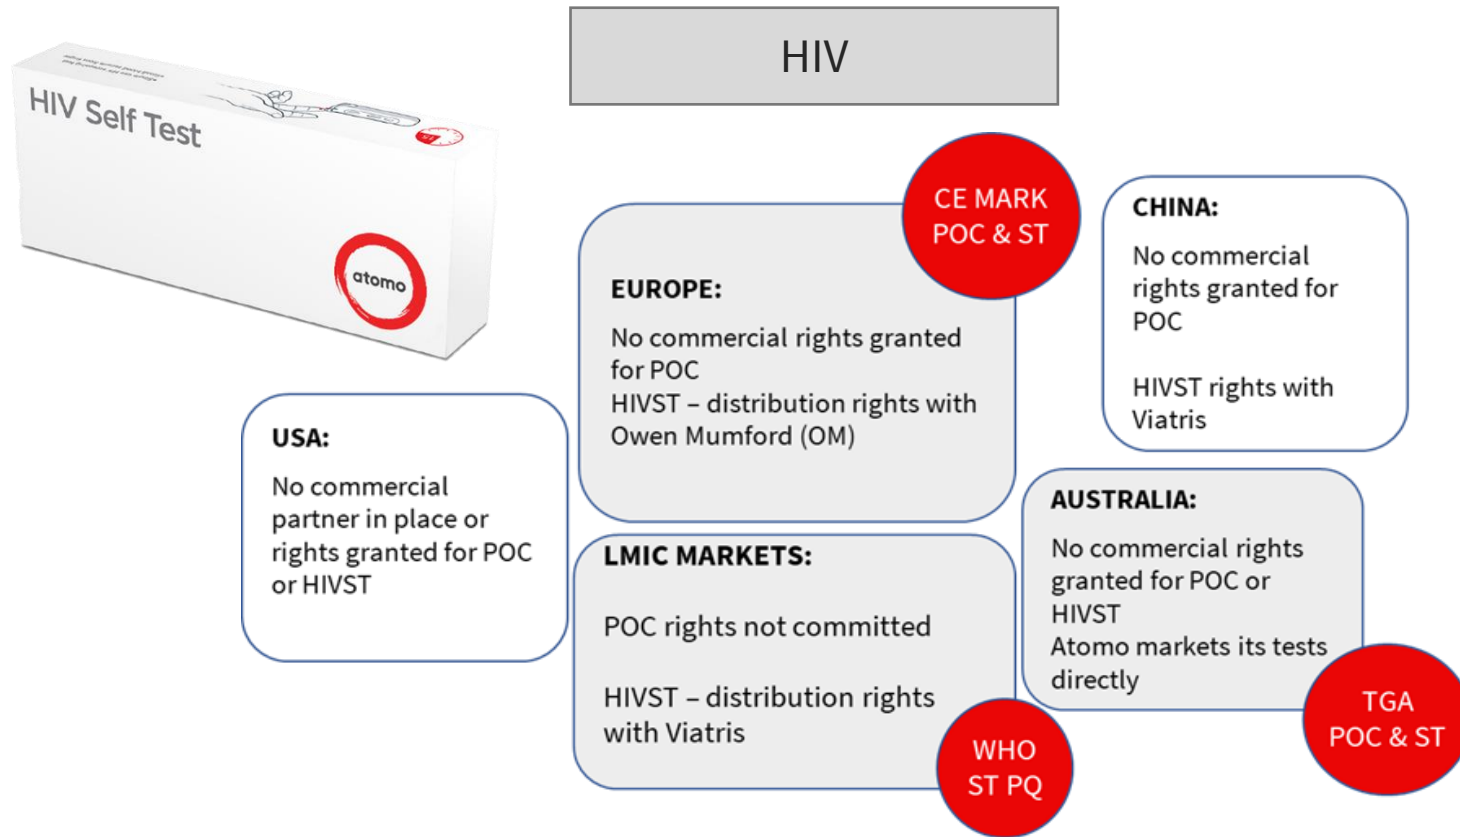 HIV
HIV Self Test
atomo
CE MARK
POC & ST
EUROPE:
No commercial rights granted
for POC
HIVST – distribution rights with
Owen Mumford (OM)
CHINA:
No commercial
rights granted for
POC
HIVST rights with
Viatris
USA:
No commercial
partner in place or
rights granted for POC
or HIVST
LMIC MARKETS:
POC rights not committed
HIVST – distribution rights
with Viatris
WHO
ST PQ
AUSTRALIA:
No commercial rights
granted for POC or
HIVST
Atomo markets its tests
directly
TGA
POC & ST